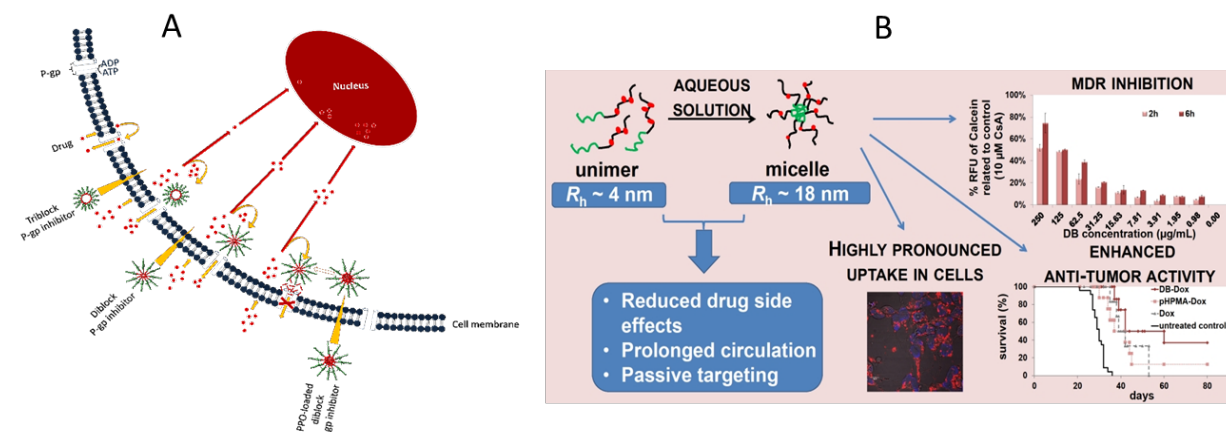 A
P-gp
ADP
ATP
Nucleus
Drug
Triblock
P-gp inhibitor
Diblock
P-gp inhibitor
PPO-loaded
diblock
gp inhibitor
Cell membrane
B
AQUEOUS
SOLUTION
unimer
micelle
Rh ~ 4 nm
Rh ~ 18 nm
• Reduced drug side
effects
• Prolonged circulation
• Passive targeting
HIGHLY PRONOUNCED
UPTAKE IN CELLS
MDR INHIBITION
% RFU of Calcein
related to control
(10 µM CsA)
2h
6h
100%
80%
60%
40%
20%
0%
250
125
62.5
31.25
15.63
7.81
3.91
1.95
0.98
0.00
DB concentration (µg/mL)
ENHANCED
ANTI-TUMOR ACTIVITY
DB-Dox
pHPMA-Dox
Dox
untreated control
survival (%)
100
80
60
40
20
0
0
20
40
60
80
days